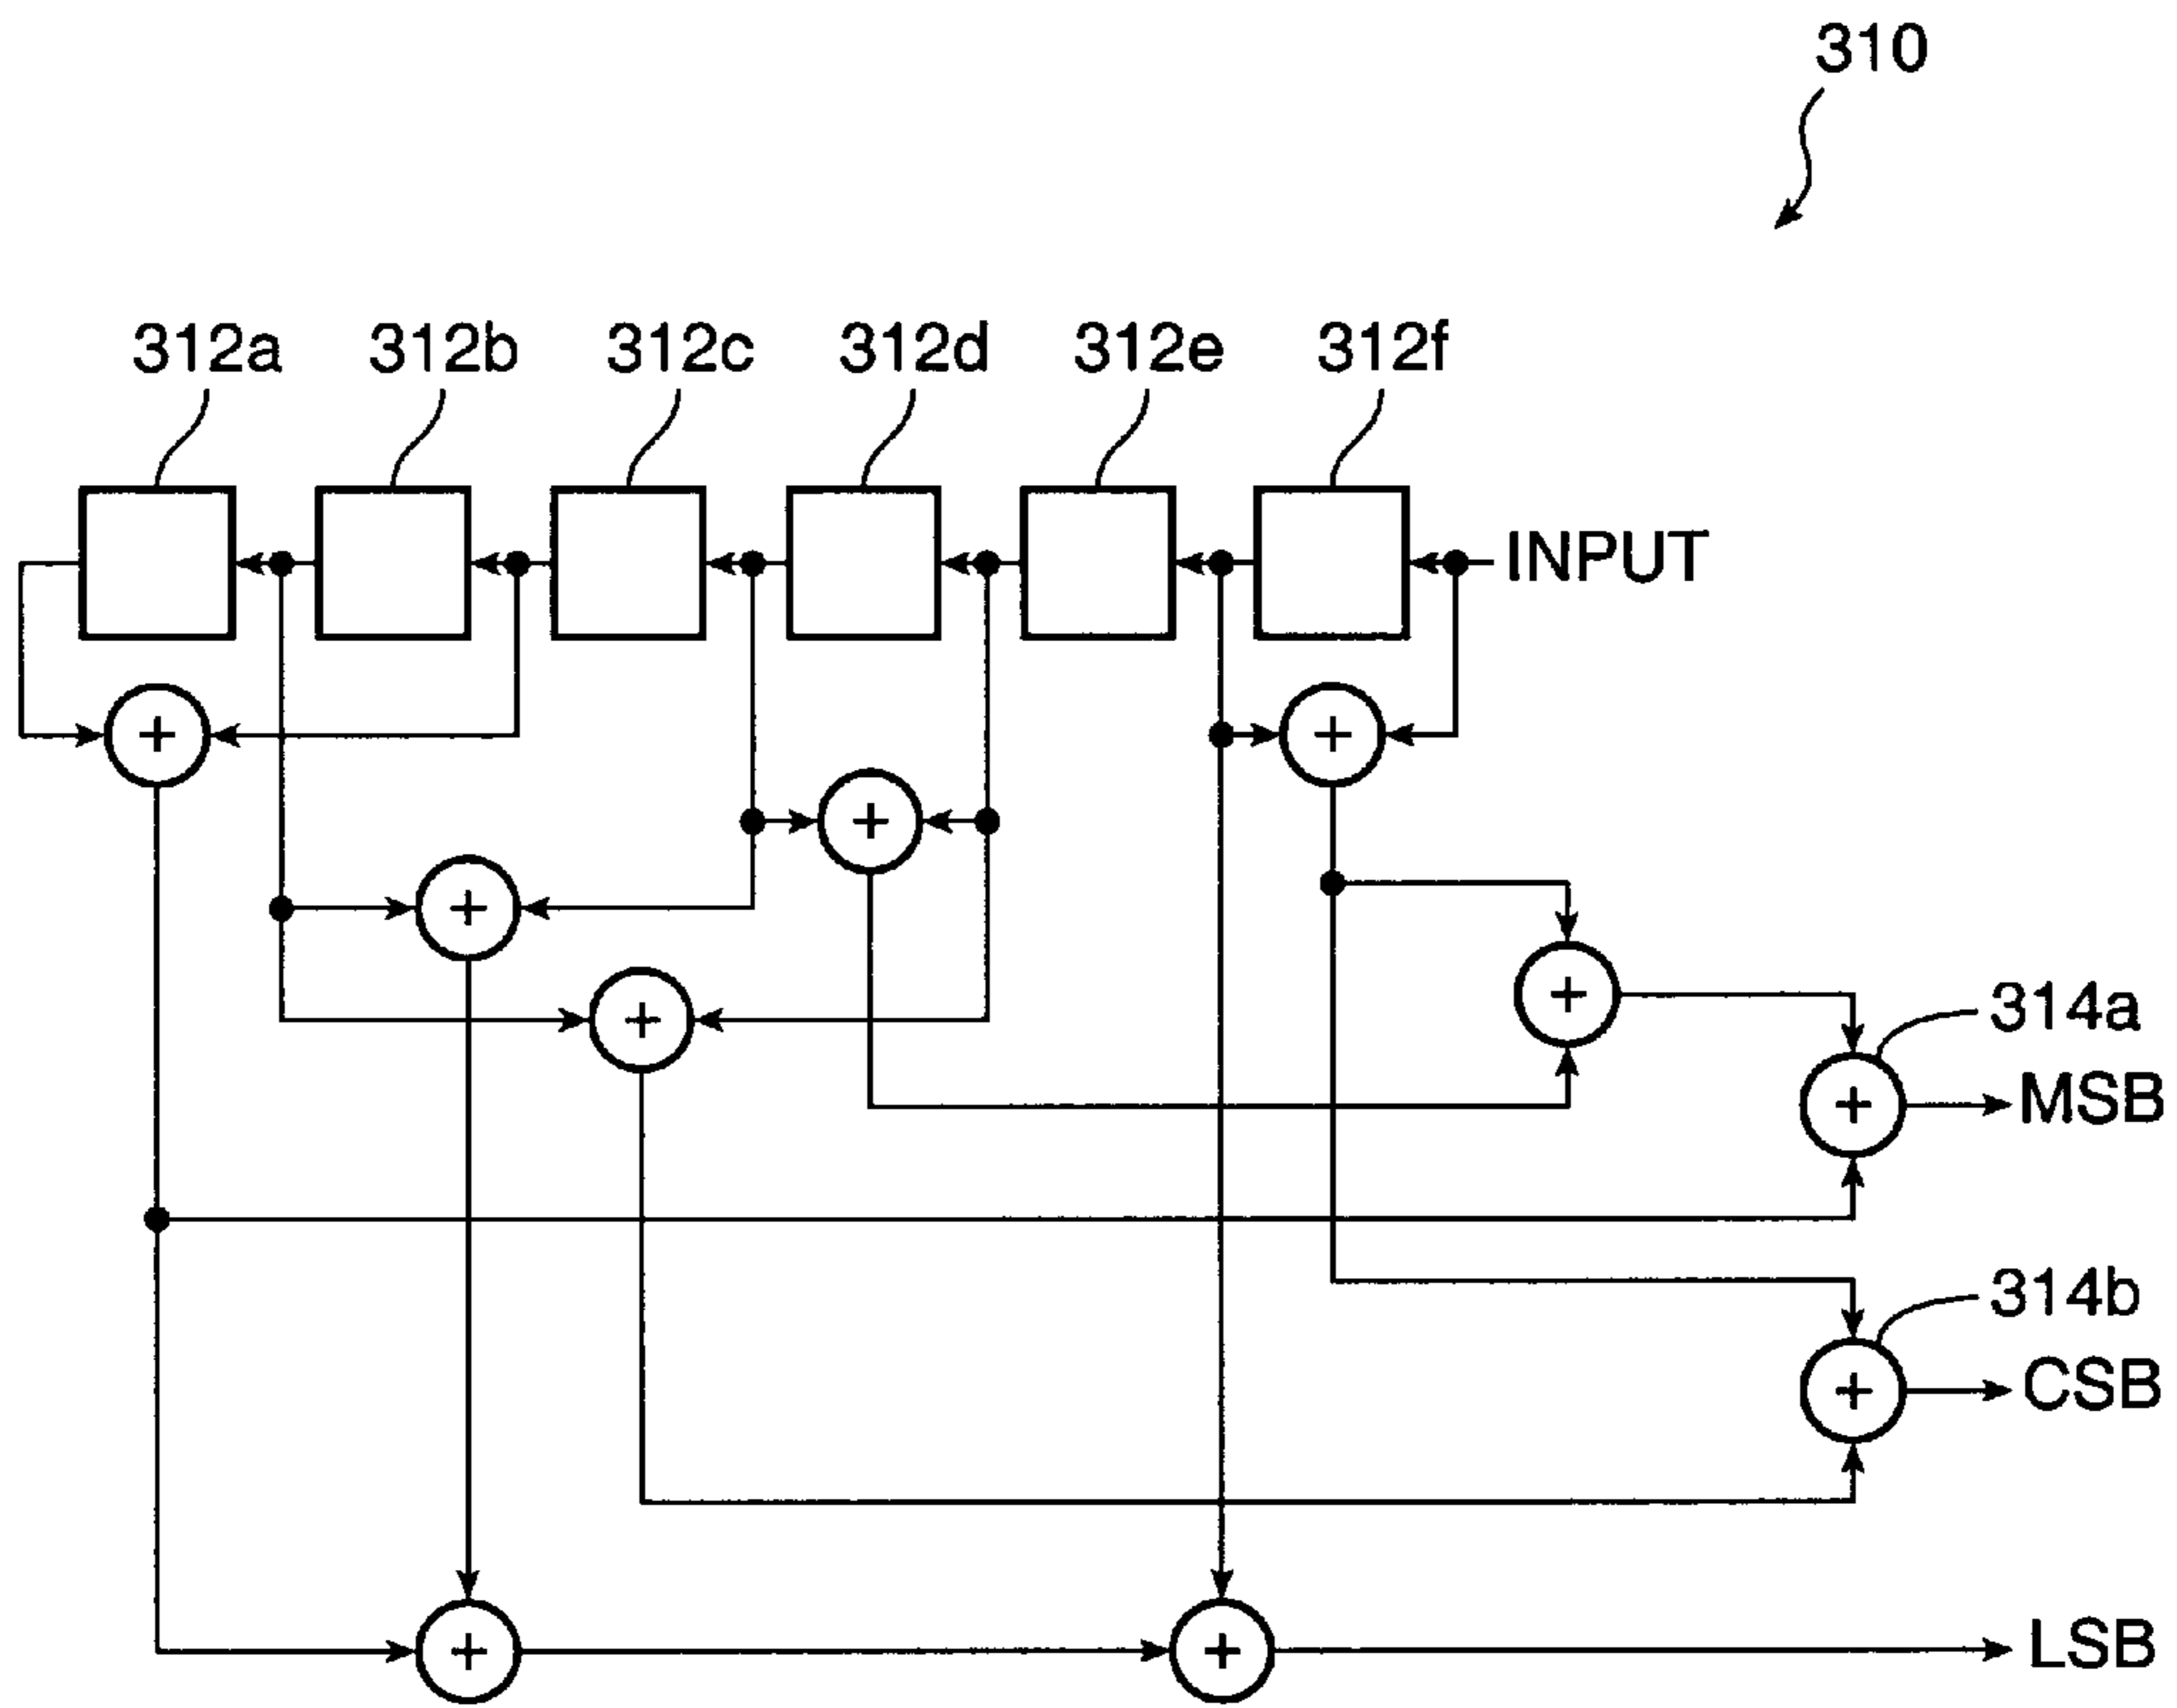 310
312a 312b 312c 312d 312e 312f
INPUT
+ +
+
+
+
+
314a
+ MSB
314b
+ CSB
+ + LSB